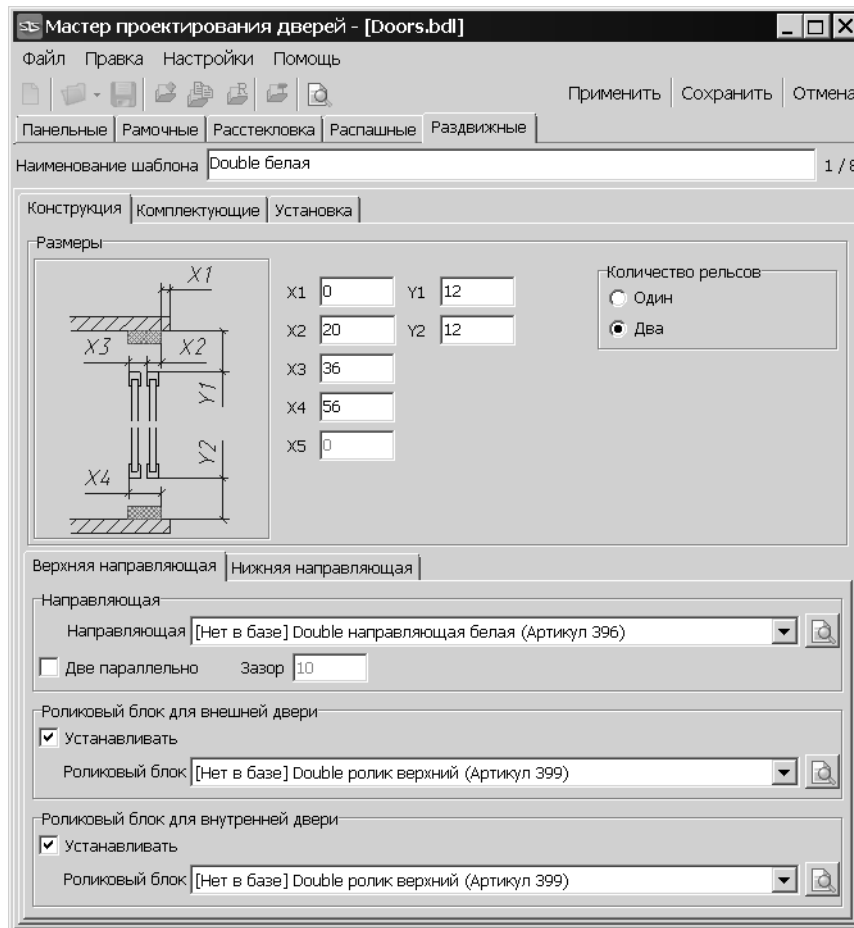 Мастер проектирования дверей - [Doors.bdl]
Файл Правка Настройки Помощь
Применить Сохранить Отмена
Панельные Рамочные Расстекловка Распашные Раздвижные
Наименование шаблона Double белая 1 / 8
Конструкция Комплектующие Установка
Размеры
X1
X3 X2
Y1
Y2
X4
X1 0 Y1 12
X2 20 Y2 12
X3 36
X4 56
X5 0
Количество рельсов
Один
Два
Верхняя направляющая Нижняя направляющая
Направляющая
Направляющая [Нет в базе] Double направляющая белая (Артикул 396)
Две параллельно Зазор 10
Роликовый блок для внешней двери
Устанавливать
Роликовый блок [Нет в базе] Double ролик верхний (Артикул 399)
Роликовый блок для внутренней двери
Устанавливать
Роликовый блок [Нет в базе] Double ролик верхний (Артикул 399)